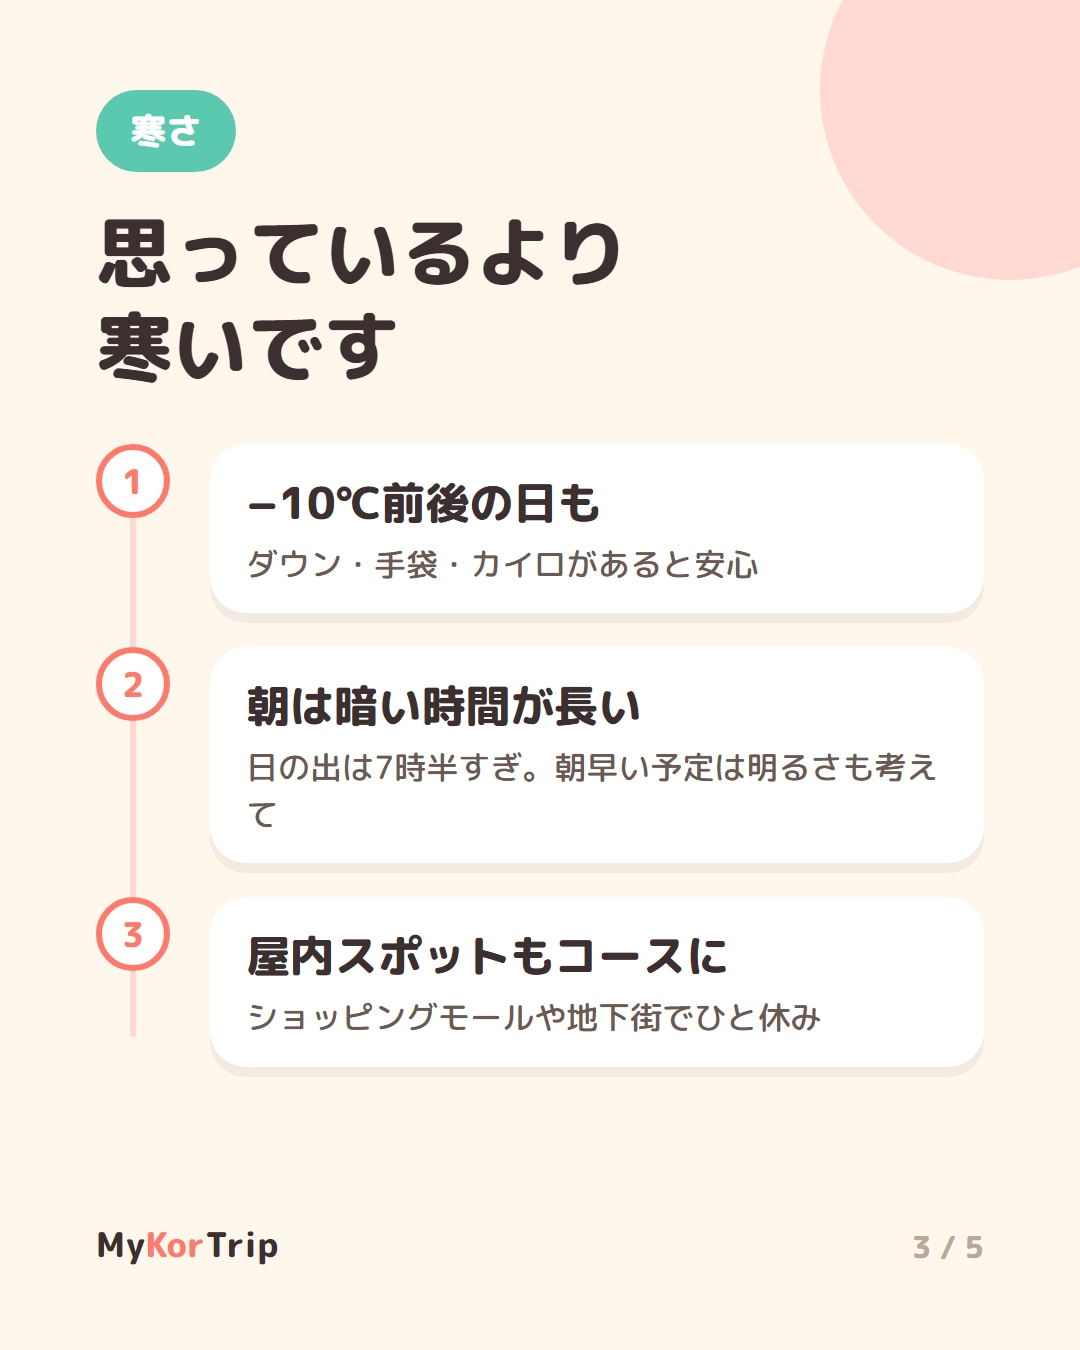 寒さ
思っているより
寒いです
1
−10℃前後の日も
ダウン・手袋・カイロがあると安心
2
朝は暗い時間が長い
日の出は7時半すぎ。朝早い予定は明るさも考え
て
3
屋内スポットもコースに
ショッピングモールや地下街でひと休み
MyKorTrip
3 / 5